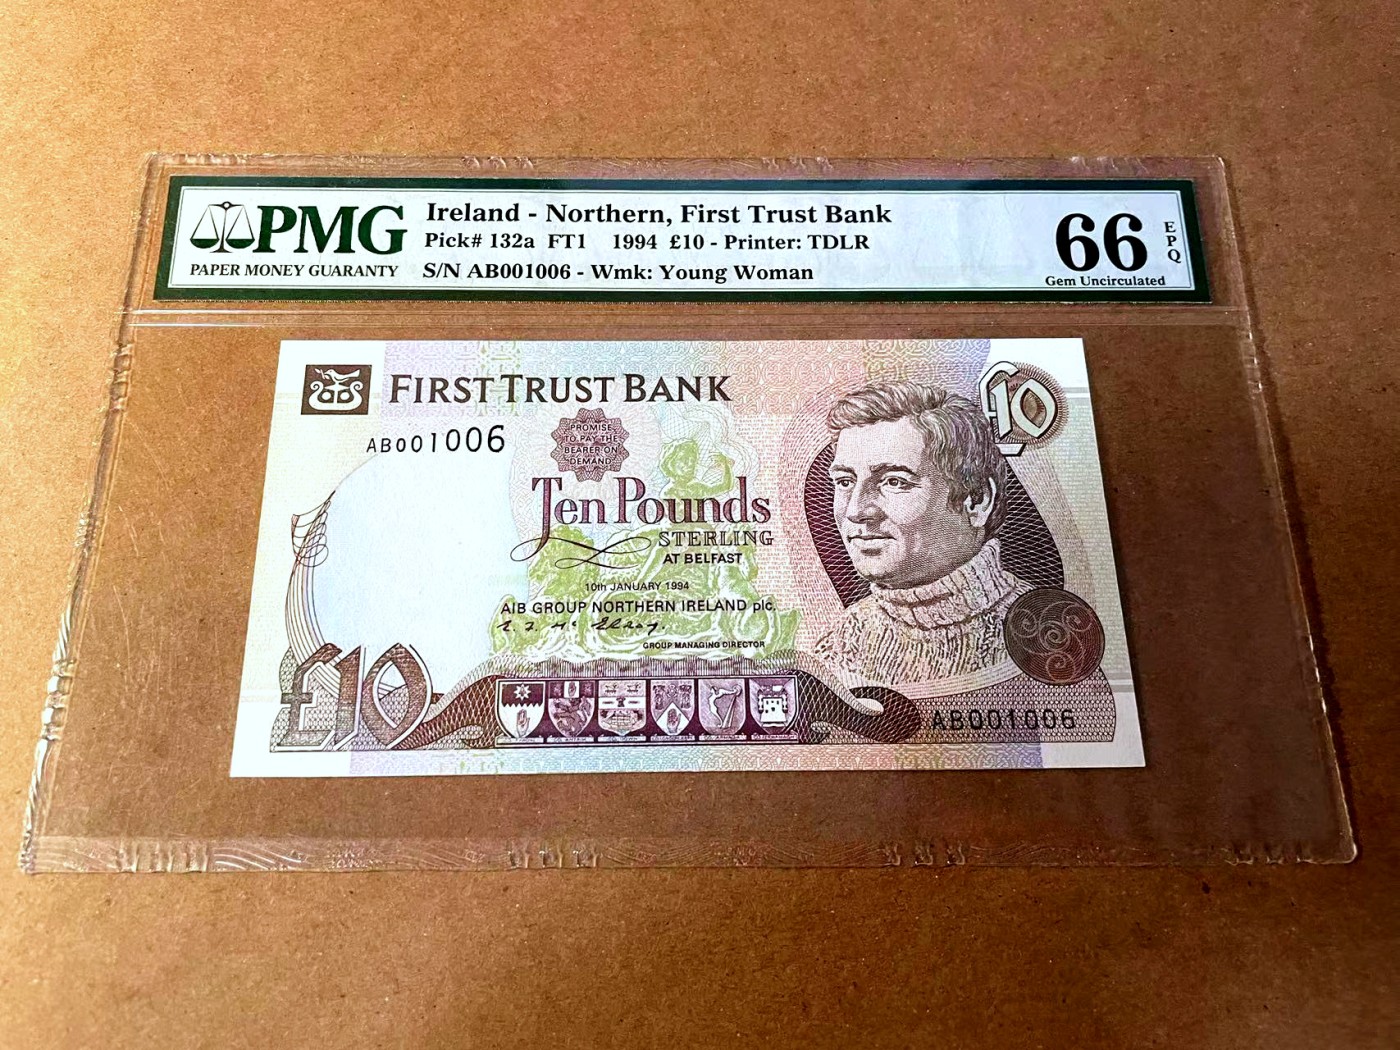 PMG
PAPER MONEY GUARANTY
Ireland - Northern, First Trust Bank
Pick# 132a FT1 1994 £10 - Printer: TDLR
S/N AB001006 - Wmk: Young Woman
66
EPQ
Gem Uncirculated
FIRST TRUST BANK
£10
AB001006
PROMISE
TO PAY THE
BEARER ON
DEMAND
Ten Pounds
STERLING
AT BELFAST
10th JANUARY 1994
AIB GROUP NORTHERN IRELAND plc.
GROUP MANAGING DIRECTOR
£10
AB001006